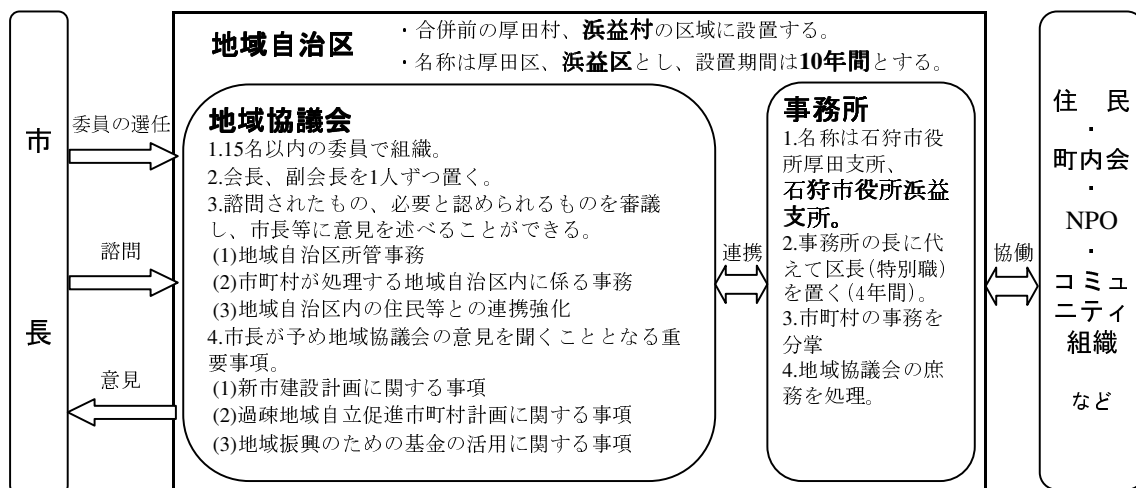 地域自治区
・合併前の厚田村、浜益村の区域に設置する。
・名称は厚田区、浜益区とし、設置期間は10年間とする。
市
長
委員の選任
諮問
意見
地域協議会
1.15名以内の委員で組織。
2.会長、副会長を1人ずつ置く。
3.諮問されたもの、必要と認められるものを審議
し、市長等に意見を述べることができる。
(1)地域自治区所管事務
(2)市町村が処理する地域自治区内に係る事務
(3)地域自治区内の住民等との連携強化
4.市長が予め地域協議会の意見を聞くこととなる重
要事項。
(1)新市建設計画に関する事項
(2)過疎地域自立促進市町村計画に関する事項
(3)地域振興のための基金の活用に関する事項
連携
事務所
1.名称は石狩市役
所厚田支所、
石狩市役所浜益
支所。
2.事務所の長に代
えて区長(特別職)
を置く(4年間)。
3.市町村の事務を
分掌
4.地域協議会の庶
務を処理。
協働
住 民
・
町内会
・
NPO
・
コミュ
ニティ
組織
など